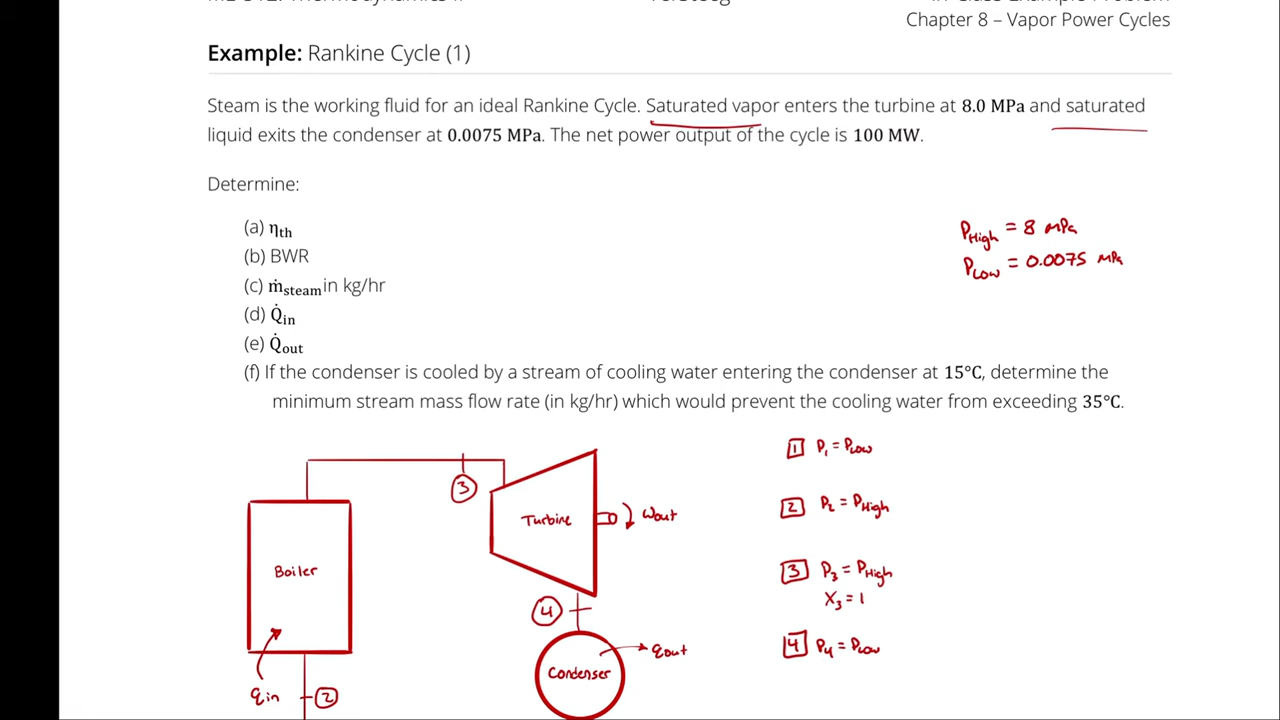 Chapter 8 – Vapor Power Cycles
Example: Rankine Cycle (1)
Steam is the working fluid for an ideal Rankine Cycle. Saturated vapor enters the turbine at 8.0 MPa and saturated
liquid exits the condenser at 0.0075 MPa. The net power output of the cycle is 100 MW.
Determine:
(a) ηth
(b) BWR
(c) ṁsteam in kg/hr
(d) Q̇in
(e) Q̇out
PHigh = 8 MPa
PLow = 0.0075 MPa
(f) If the condenser is cooled by a stream of cooling water entering the condenser at 15°C, determine the
minimum stream mass flow rate (in kg/hr) which would prevent the cooling water from exceeding 35°C.
3
Turbine
Wout
Boiler
4
Condenser
qout
qin
2
1 P1 = PLow
2 P2 = PHigh
3 P3 = PHigh
X3 = 1
4 P4 = PLow